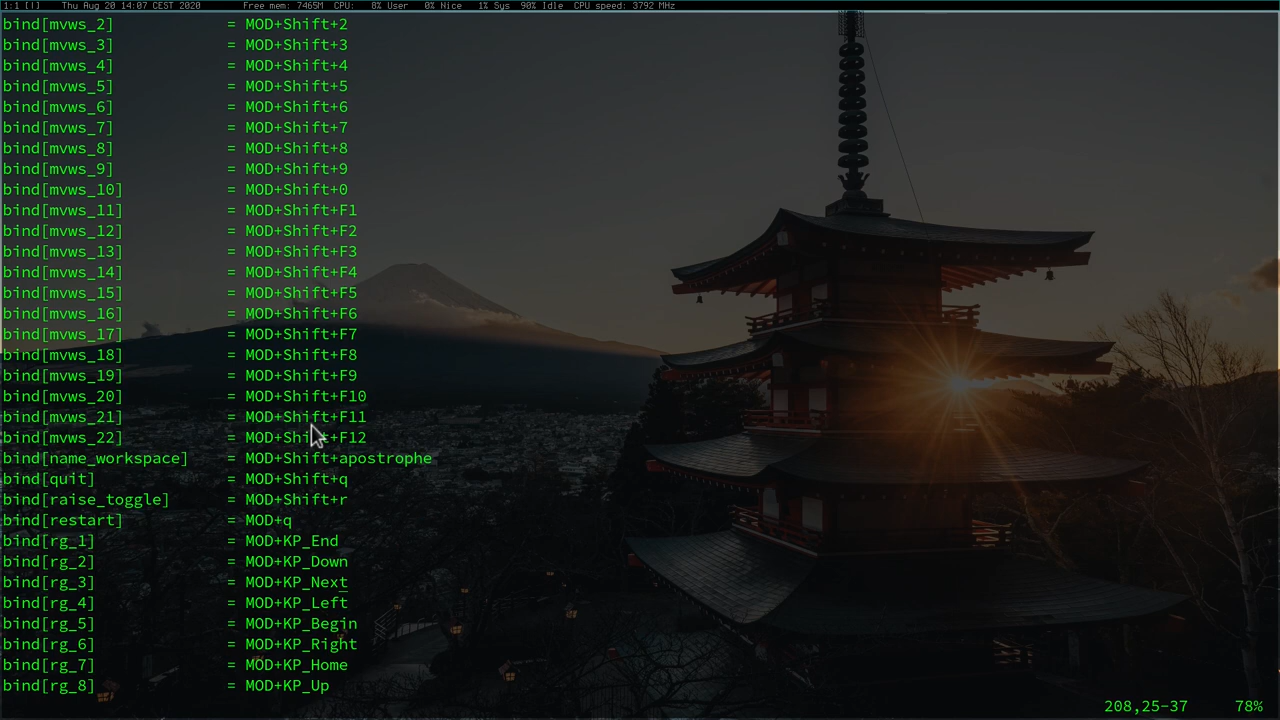 1:1 [|]    Thu Aug 20 14:07 CEST 2020    Free mem: 7465M  CPU:   8% User   0% Nice   1% Sys  90% Idle  CPU speed: 3792 MHz
bind[mvws_2] = MOD+Shift+2
bind[mvws_3] = MOD+Shift+3
bind[mvws_4] = MOD+Shift+4
bind[mvws_5] = MOD+Shift+5
bind[mvws_6] = MOD+Shift+6
bind[mvws_7] = MOD+Shift+7
bind[mvws_8] = MOD+Shift+8
bind[mvws_9] = MOD+Shift+9
bind[mvws_10] = MOD+Shift+0
bind[mvws_11] = MOD+Shift+F1
bind[mvws_12] = MOD+Shift+F2
bind[mvws_13] = MOD+Shift+F3
bind[mvws_14] = MOD+Shift+F4
bind[mvws_15] = MOD+Shift+F5
bind[mvws_16] = MOD+Shift+F6
bind[mvws_17] = MOD+Shift+F7
bind[mvws_18] = MOD+Shift+F8
bind[mvws_19] = MOD+Shift+F9
bind[mvws_20] = MOD+Shift+F10
bind[mvws_21] = MOD+Shift+F11
bind[mvws_22] = MOD+Shift+F12
bind[name_workspace] = MOD+Shift+apostrophe
bind[quit] = MOD+Shift+q
bind[raise_toggle] = MOD+Shift+r
bind[restart] = MOD+q
bind[rg_1] = MOD+KP_End
bind[rg_2] = MOD+KP_Down
bind[rg_3] = MOD+KP_Next
bind[rg_4] = MOD+KP_Left
bind[rg_5] = MOD+KP_Begin
bind[rg_6] = MOD+KP_Right
bind[rg_7] = MOD+KP_Home
bind[rg_8] = MOD+KP_Up
208,25-37     78%